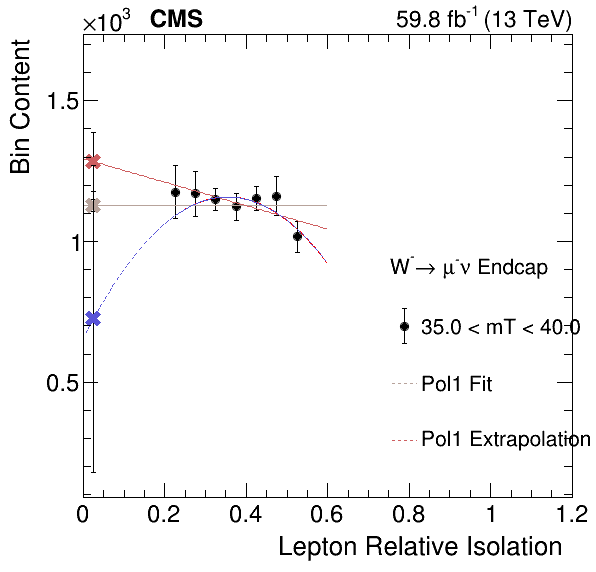 ×10³ CMS 59.8 fb⁻¹ (13 TeV)
Bin Content
1.5
1
0.5
W⁻→ μ⁻ν Endcap
35.0 < mT < 40.0
Pol1 Fit
Pol1 Extrapolation
0 0.2 0.4 0.6 0.8 1 1.2
Lepton Relative Isolation